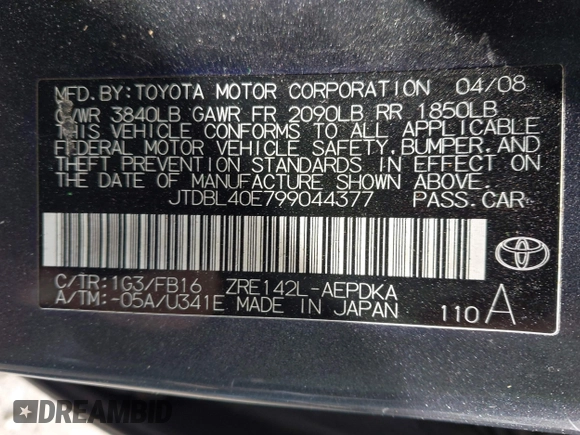 MFD.BY:TOYOTA MOTOR CORPORATION 04/08
GVWR 3840LB GAWR FR 2090LB RR 1850LB
THIS VEHICLE CONFORMS TO ALL APPLICABLE
FEDERAL MOTOR VEHICLE SAFETY,BUMPER,AND
THEFT PREVENTION STANDARDS IN EFFECT ON
THE DATE OF MANUFACTURE SHOWN ABOVE.
JTDBL40E799044377 PASS.CAR
C/TR:1G3/FB16 ZRE142L-AEPDKA
A/TM:-05A/U341E MADE IN JAPAN
110 A
DREAMBID